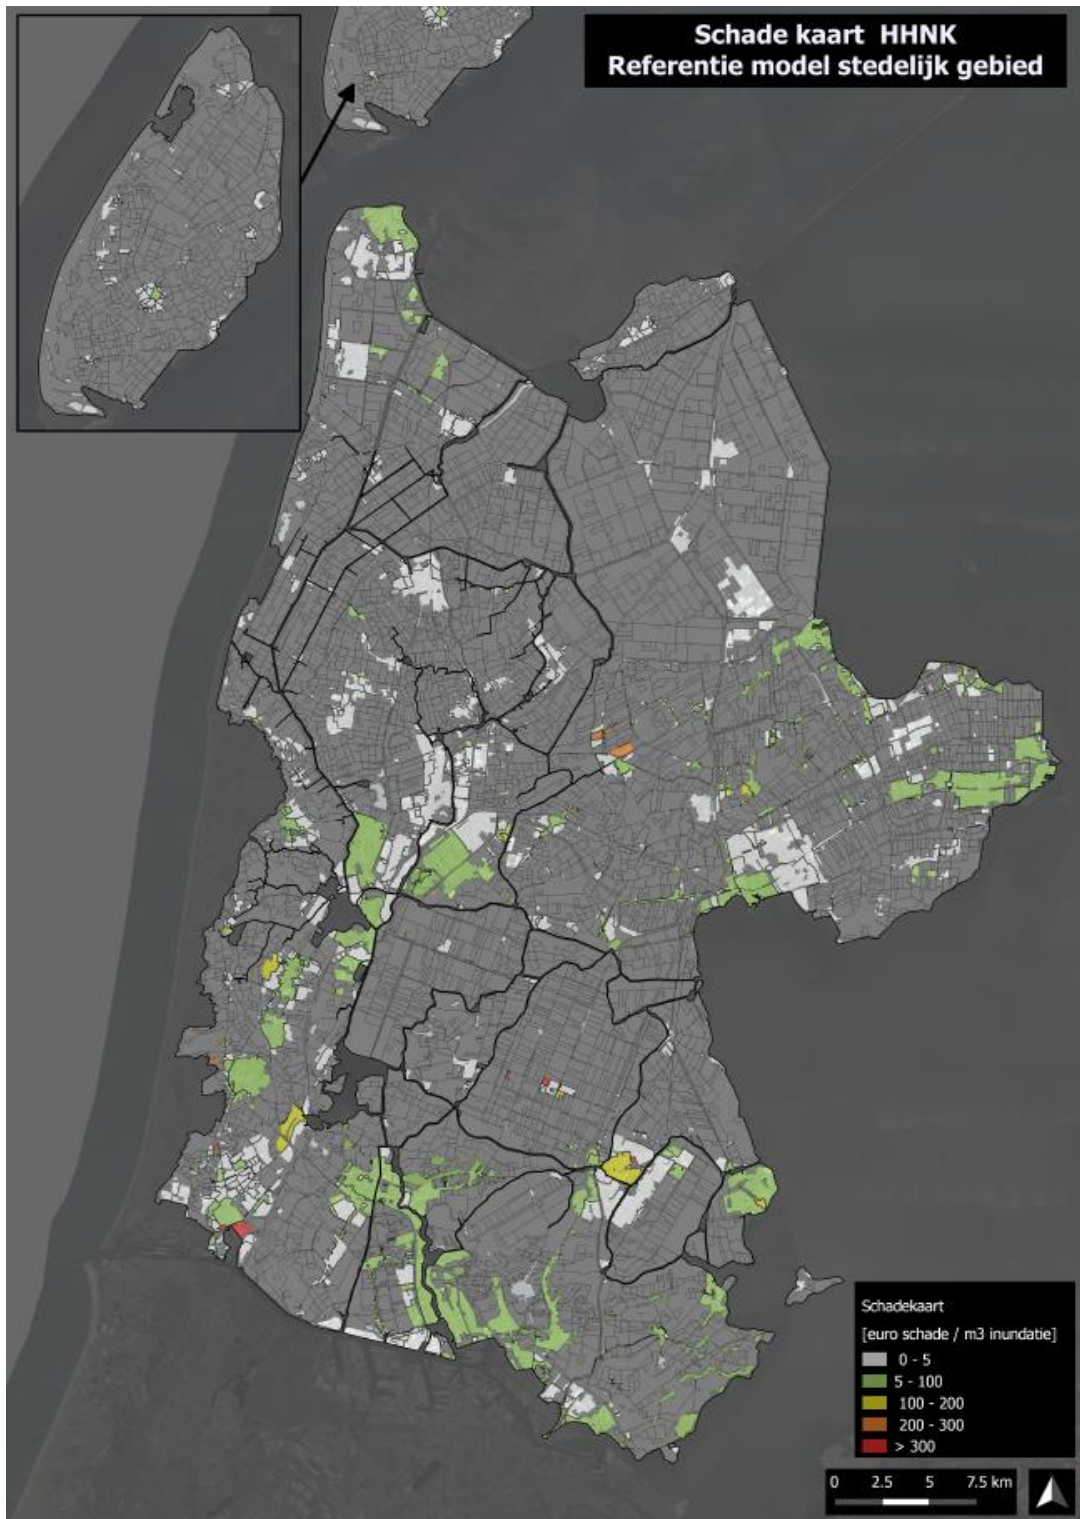 Schade kaart HHNK
Referentie model stedelijk gebied
Schadekaart
[euro schade / m3 inundatie]
0 - 5
5 - 100
100 - 200
200 - 300
> 300
0 2.5 5 7.5 km